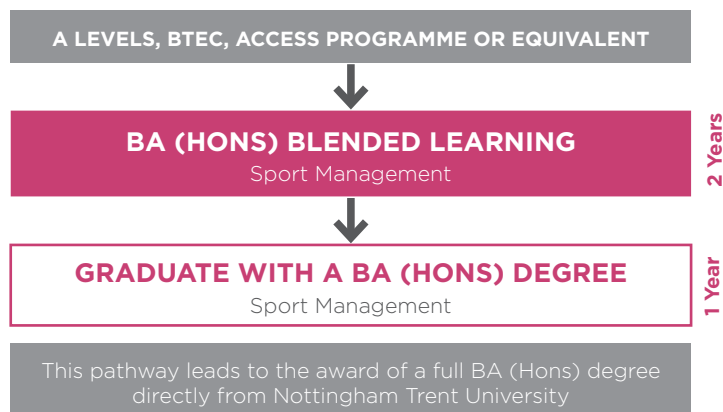 A LEVELS, BTEC, ACCESS PROGRAMME OR EQUIVALENT
BA (HONS) BLENDED LEARNING
Sport Management
2 Years
GRADUATE WITH A BA (HONS) DEGREE
Sport Management
1 Year
This pathway leads to the award of a full BA (Hons) degree
directly from Nottingham Trent University